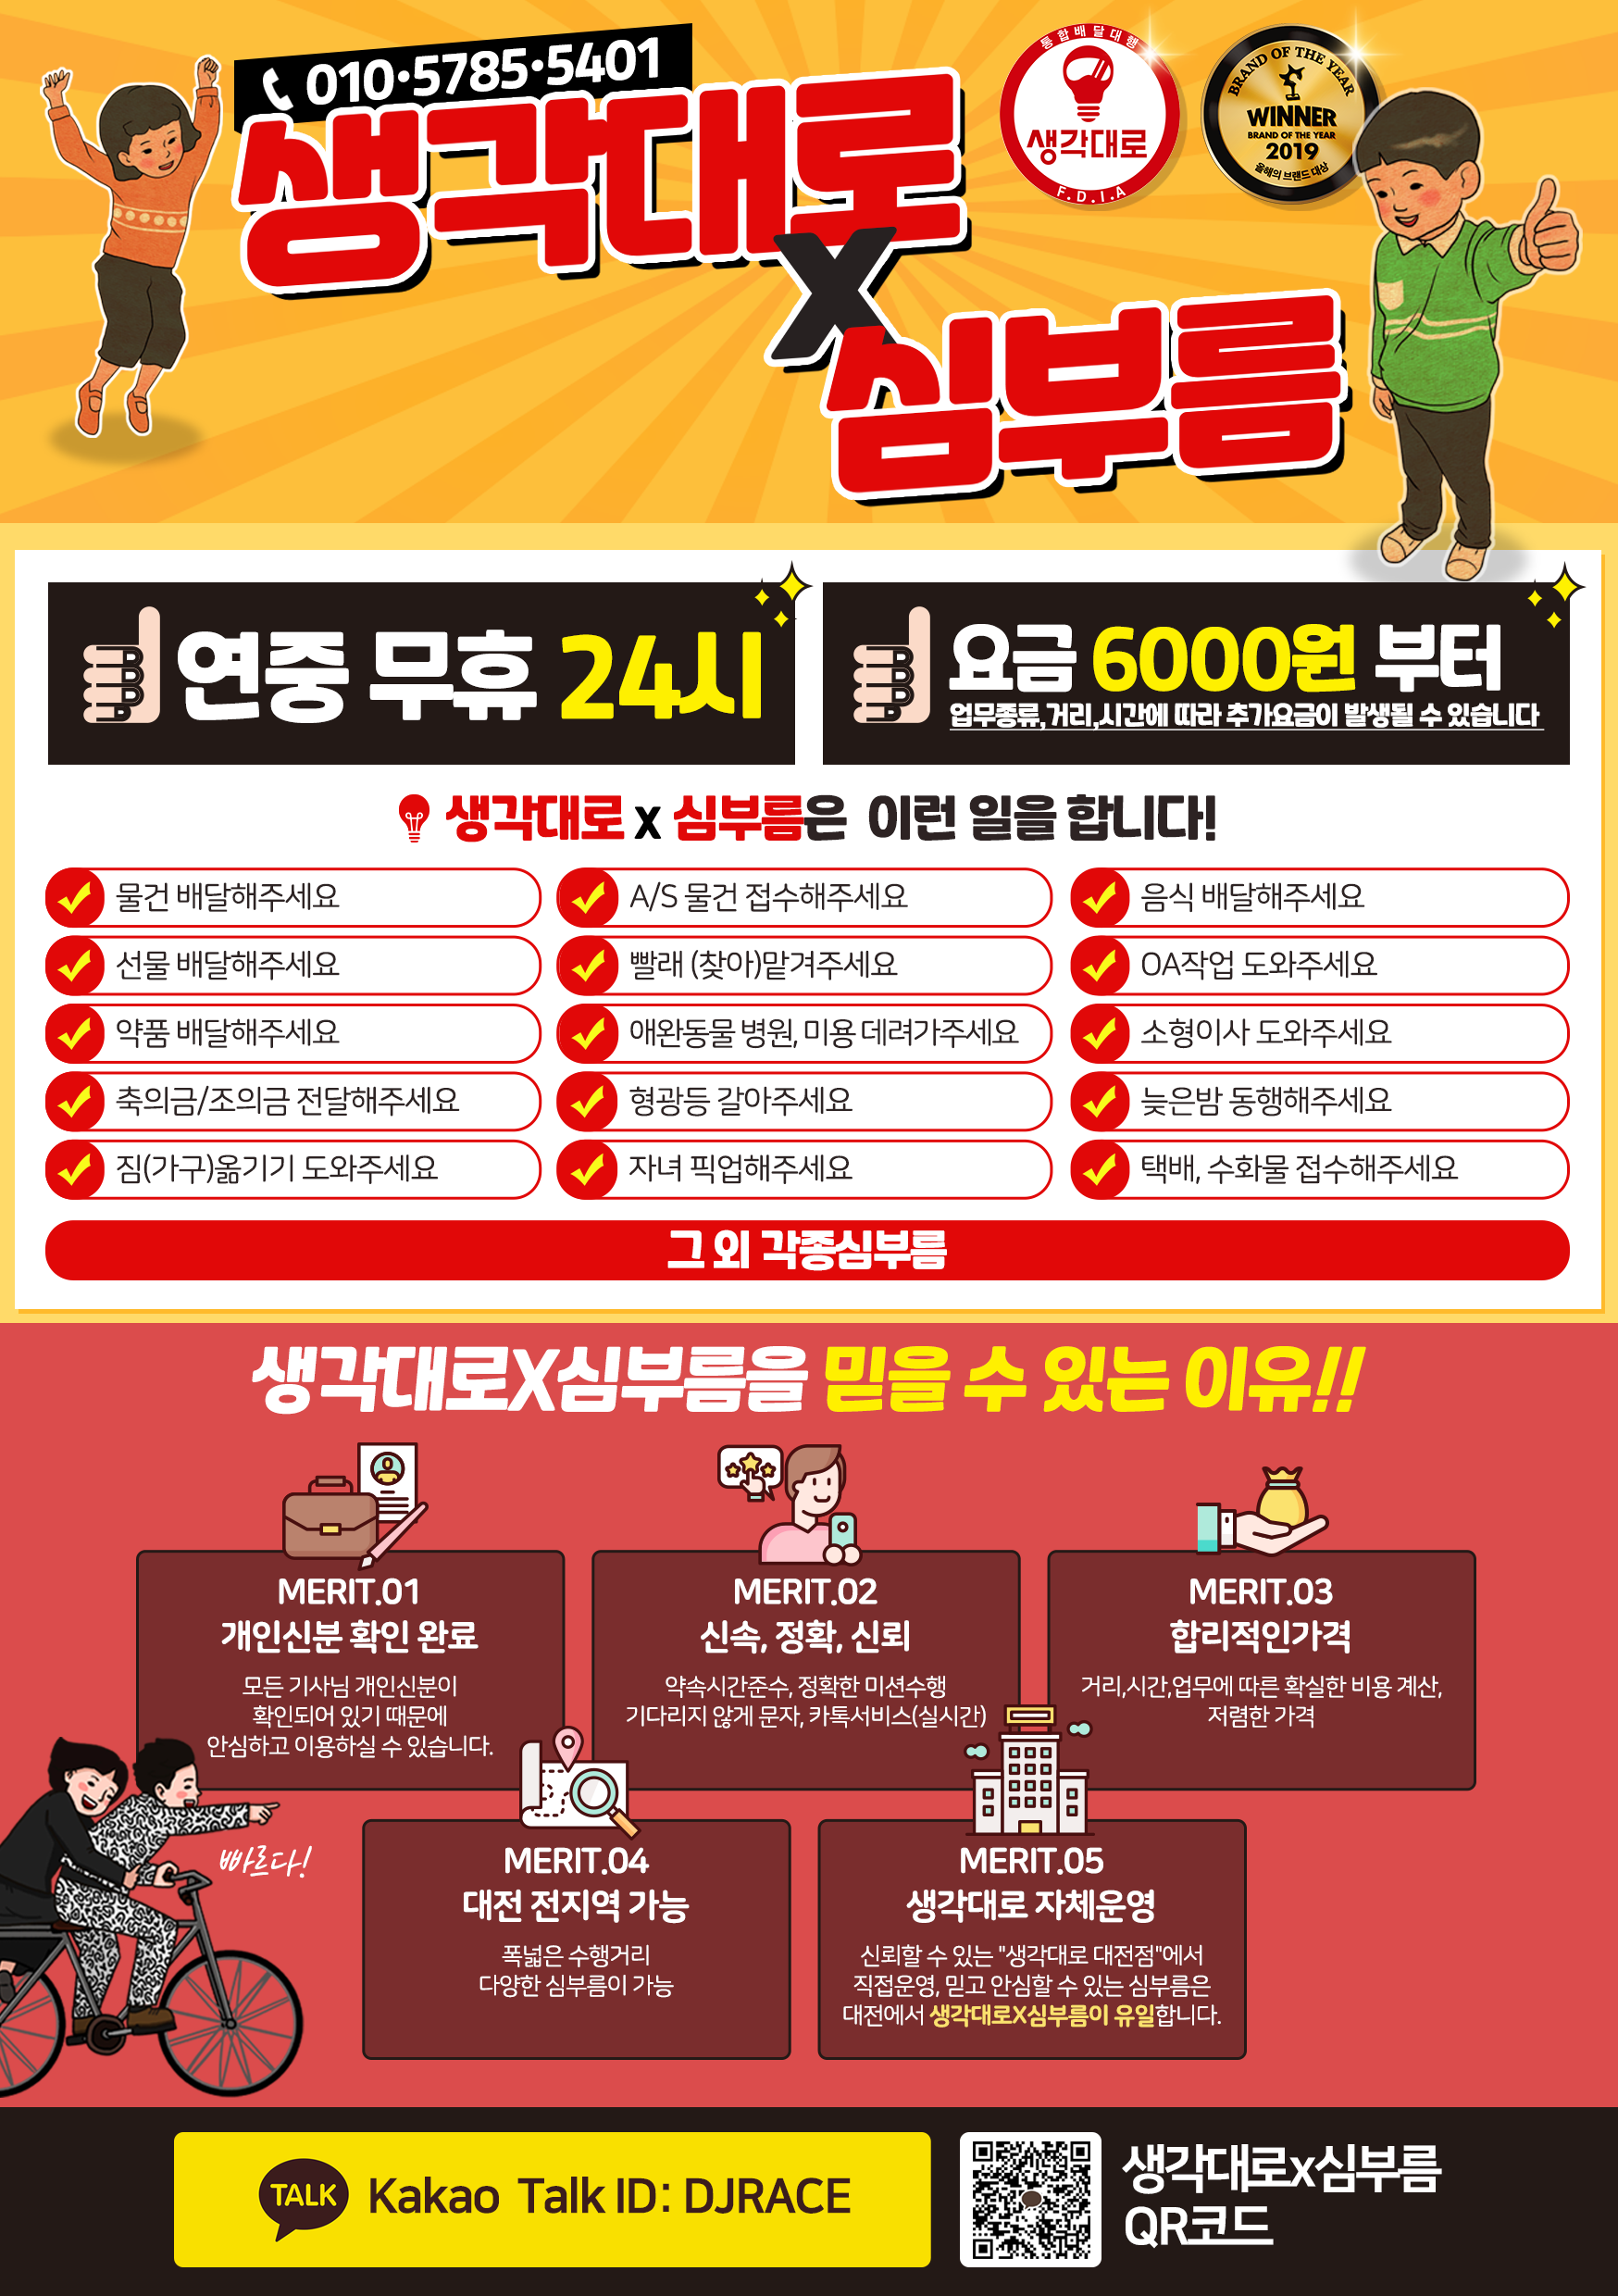 010·5785·5401
생각대로
X
심부름
통합배달대행
생각대로
F.D.I.A
BRAND OF THE YEAR
WINNER
BRAND OF THE YEAR
2019
올해의 브랜드 대상
연중 무휴 24시
요금 6000원 부터
업무종류,거리,시간에 따라 추가요금이 발생될 수 있습니다
생각대로 x 심부름은 이런 일을 합니다!
물건 배달해주세요
A/S 물건 접수해주세요
음식 배달해주세요
선물 배달해주세요
빨래 (찾아)맡겨주세요
OA작업 도와주세요
약품 배달해주세요
애완동물 병원, 미용 데려가주세요
소형이사 도와주세요
축의금/조의금 전달해주세요
형광등 갈아주세요
늦은밤 동행해주세요
짐(가구)옮기기 도와주세요
자녀 픽업해주세요
택배, 수화물 접수해주세요
그 외 각종심부름
생각대로X심부름을 믿을 수 있는 이유!!
MERIT.01
개인신분 확인 완료
모든 기사님 개인신분이
확인되어 있기 때문에
안심하고 이용하실 수 있습니다.
MERIT.02
신속, 정확, 신뢰
약속시간준수, 정확한 미션수행
기다리지 않게 문자, 카톡서비스(실시간)
MERIT.03
합리적인가격
거리,시간,업무에 따른 확실한 비용 계산,
저렴한 가격
빠르다!
MERIT.04
대전 전지역 가능
폭넓은 수행거리
다양한 심부름이 가능
MERIT.05
생각대로 자체운영
신뢰할 수 있는 "생각대로 대전점"에서
직접운영, 믿고 안심할 수 있는 심부름은
대전에서 생각대로X심부름이 유일합니다.
TALK
Kakao Talk ID: DJRACE
생각대로x심부름
QR코드